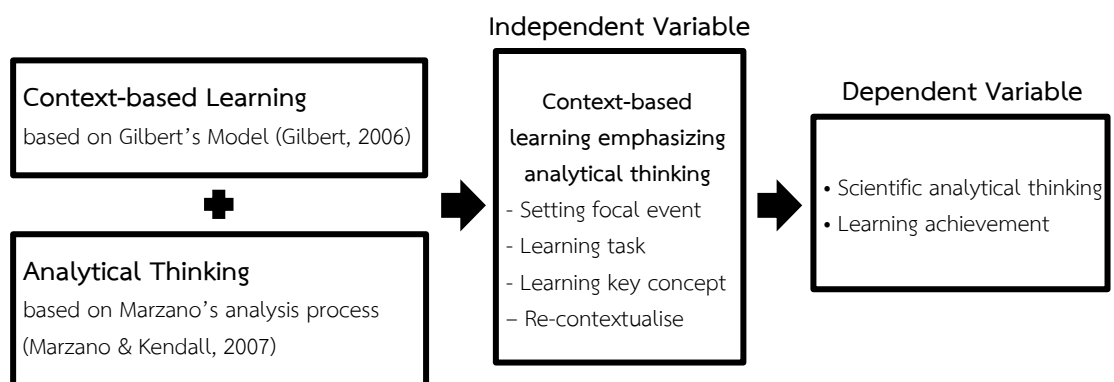 Context-based Learning
based on Gilbert’s Model (Gilbert, 2006)
Analytical Thinking
based on Marzano’s analysis process
(Marzano & Kendall, 2007)
Independent Variable
Context-based
learning emphasizing
analytical thinking
- Setting focal event
- Learning task
- Learning key concept
– Re-contextualise
Dependent Variable
• Scientific analytical thinking
• Learning achievement